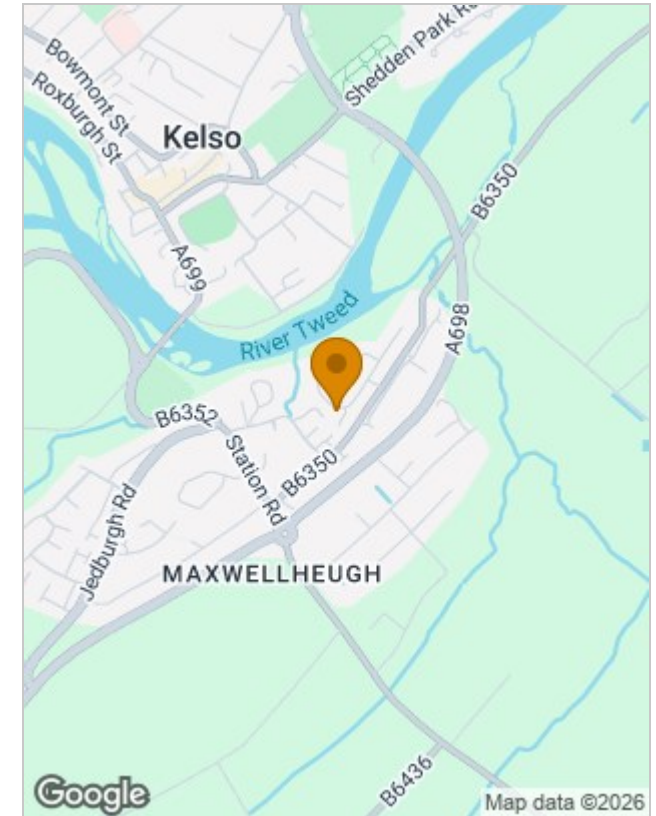 Shedden Park Rd
Bowmont St
Roxburgh St
Kelso
B6350
A699
River Tweed
A698
B6352
Station Rd
B6350
Jedburgh Rd
MAXWELLHEUGH
B6436
Google
Map data ©2026